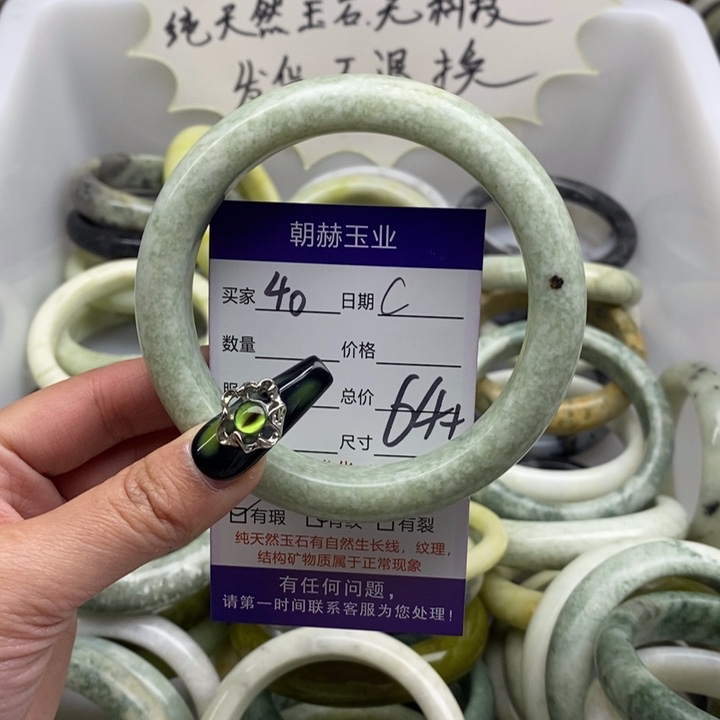 纯天然玉石.无科技
发假不退换
朝赫玉业
买家 40 日期 C
数量 价格
服 总价 64+
尺寸
☑有瑕 ☑有纹 ☐有裂
纯天然玉石有自然生长线，纹理，
结构矿物质属于正常现象
有任何问题，
请第一时间联系客服为您处理！